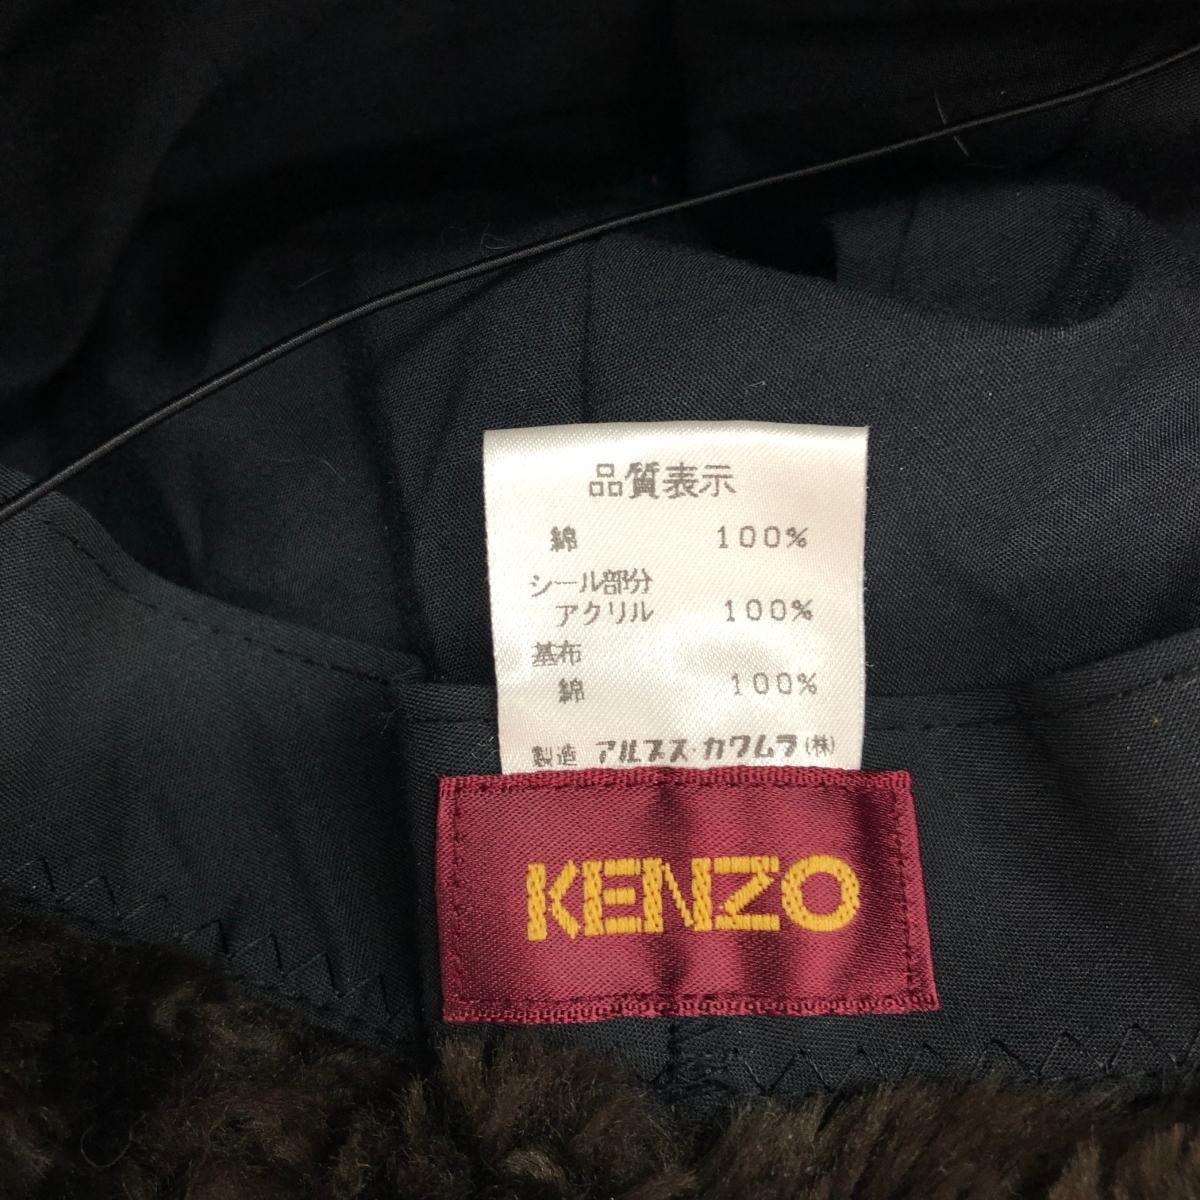 品質表示
綿 100%
シール部分
アクリル 100%
基布
綿 100%
製造 アルプス・カワムラ(株)
KENZO